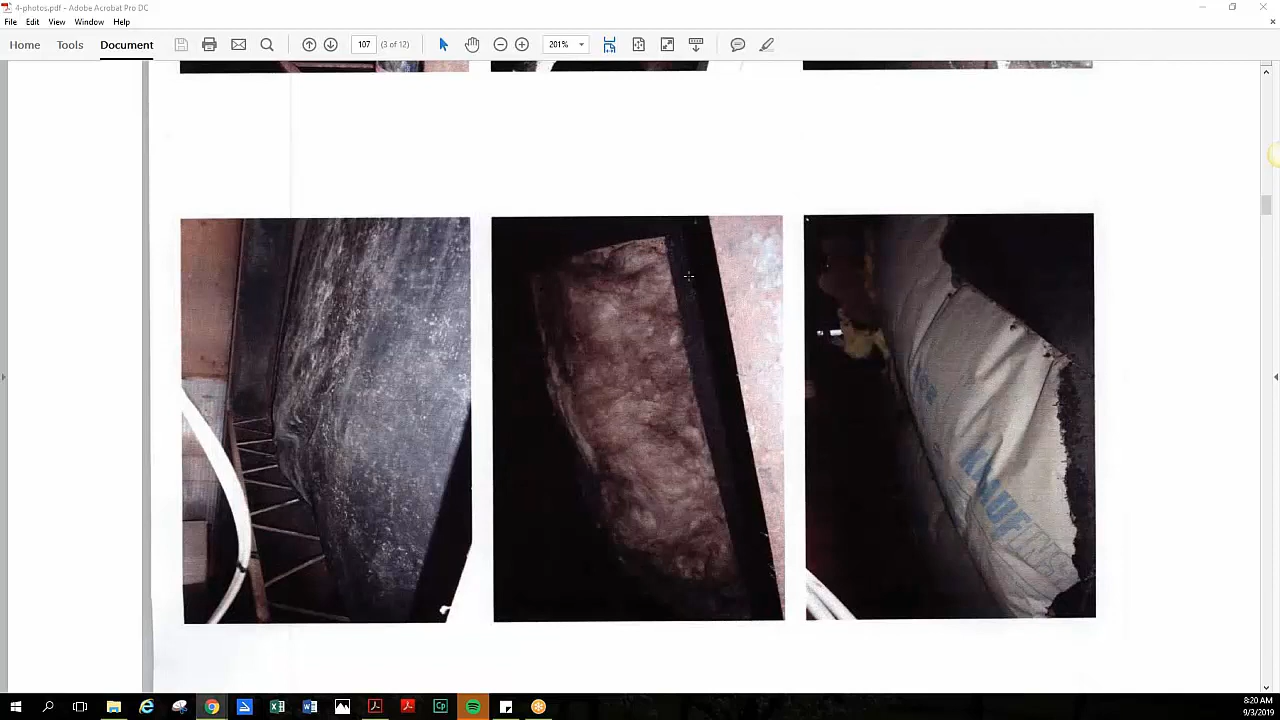 4-photos.pdf - Adobe Acrobat Pro DC
File Edit View Window Help
Home Tools Document
107 (3 of 12)
201%
KNAUF INS
8:20 AM
9/3/2019